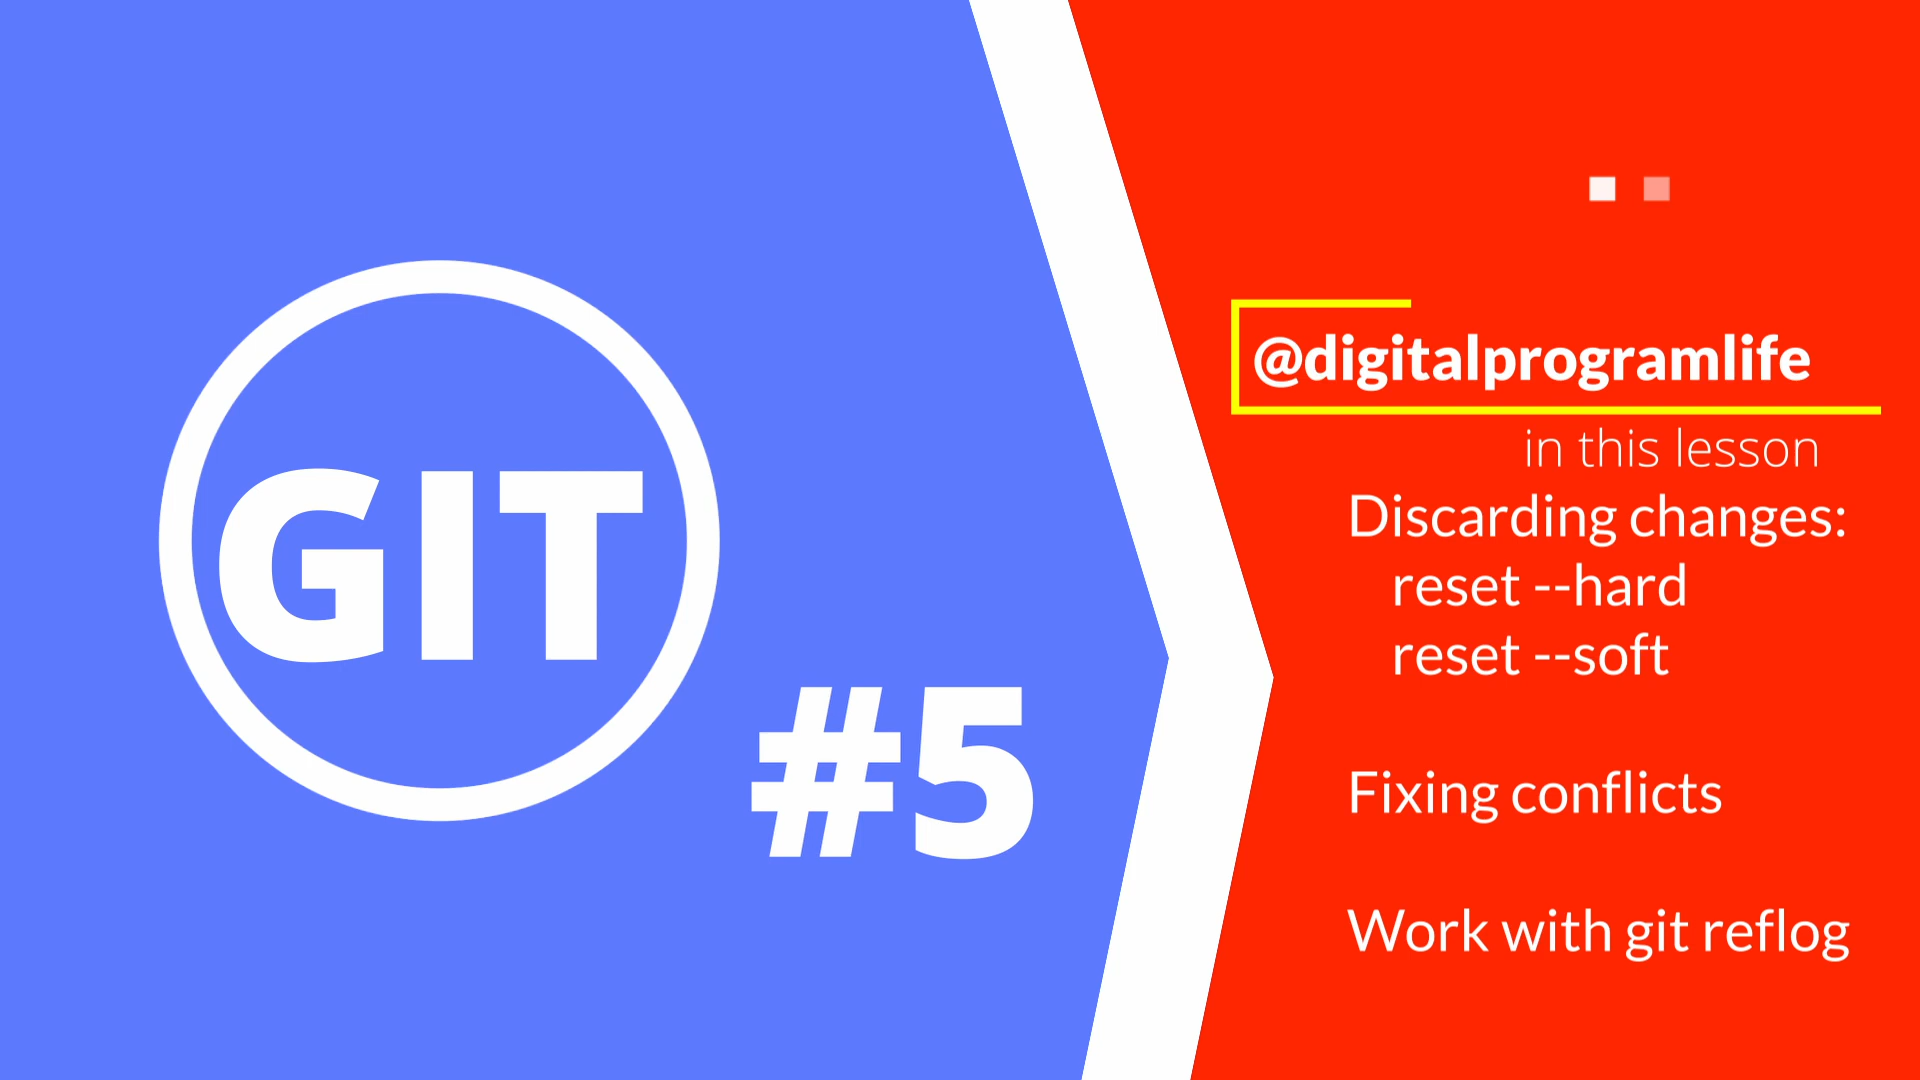 GIT
#5
@digitalprogramlife
in this lesson
Discarding changes:
reset --hard
reset --soft
Fixing conflicts
Work with git reflog